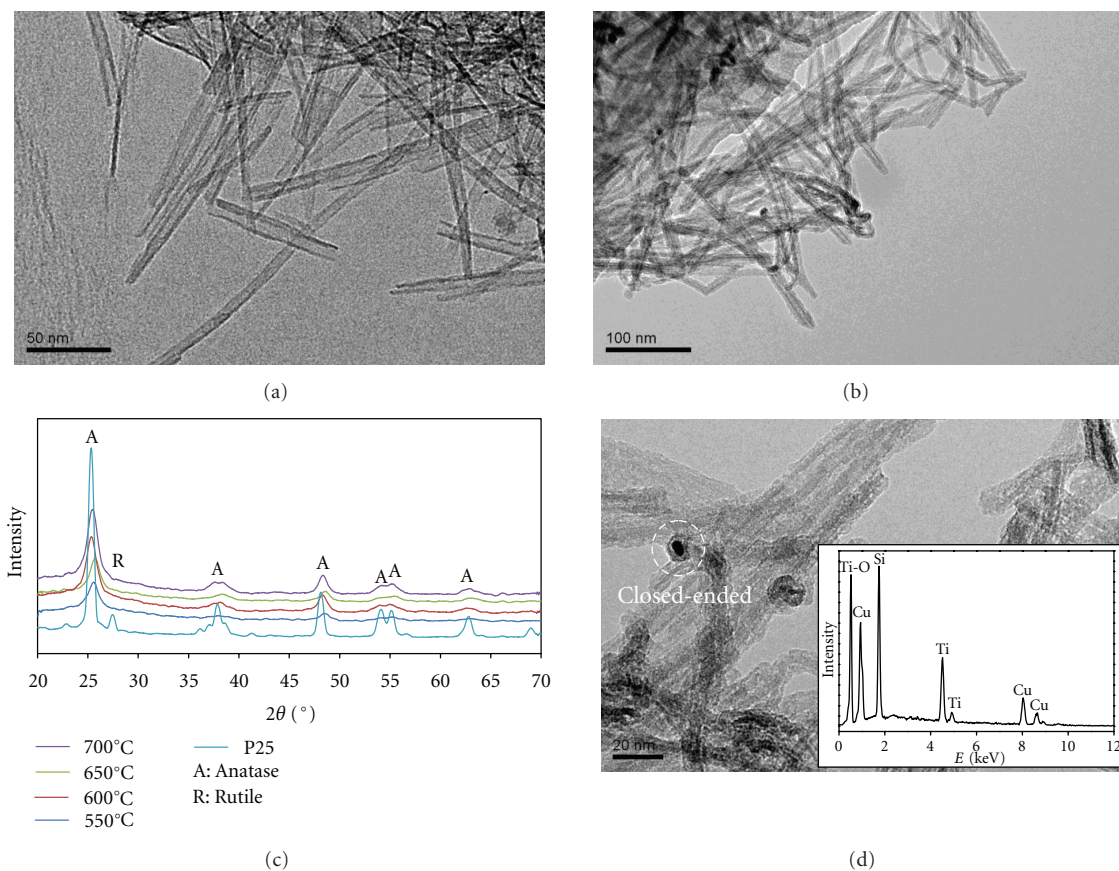 50 nm
(a)
100 nm
(b)
A
R
A
A
A A
A
Intensity
20 25 30 35 40 45 50 55 60 65 70
2θ (°)
700°C
650°C
600°C
550°C
P25
A: Anatase
R: Rutile
(c)
Closed-ended
20 nm
Ti-O
Si
Cu
Ti
Ti
Cu
Cu
Intensity
0 2 4 6 8 10 12
E (keV)
(d)